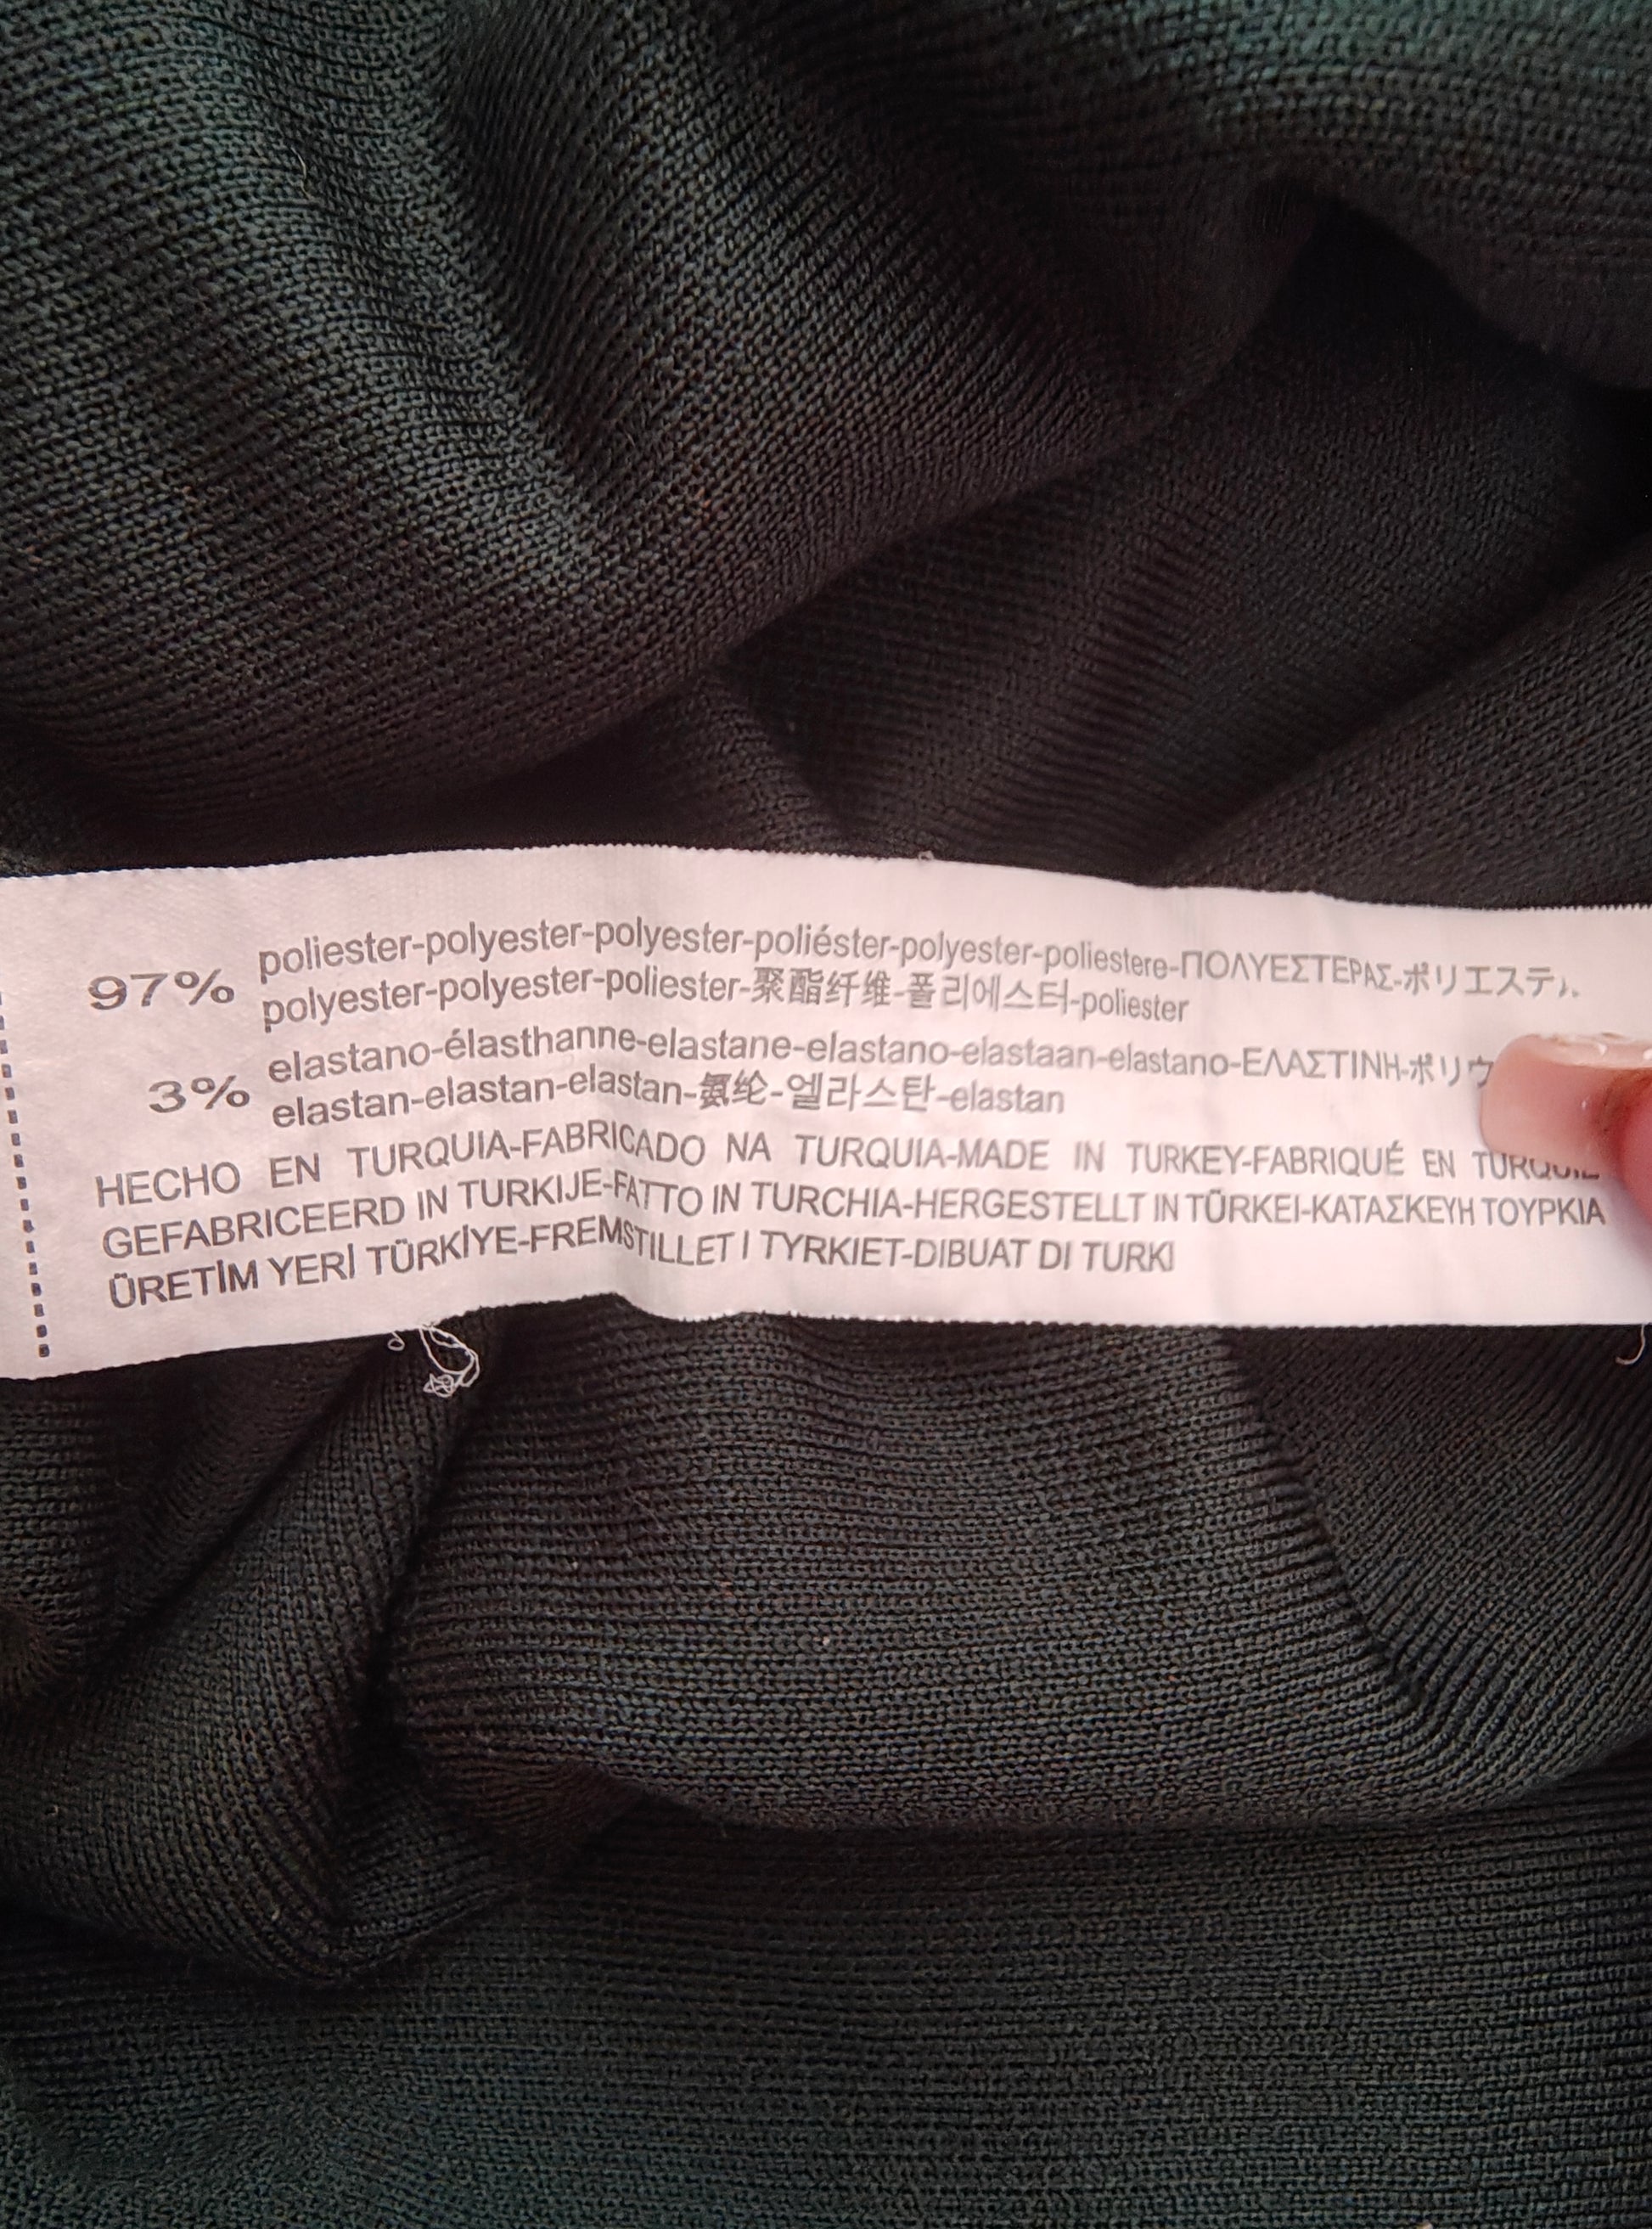 97% poliester-polyester-polyester-poliéster-polyester-poliestere-ΠΟΛΥΕΣΤΕΡΑΣ-ポリエステ
polyester-polyester-poliester-聚酯纤维-폴리에스터-poliester
3% elastano-élasthanne-elastane-elastano-elastaan-elastano-ΕΛΑΣΤΙΝΗ-ポリウ
elastan-elastan-elastan-氨纶-엘라스탄-elastan
HECHO EN TURQUIA-FABRICADO NA TURQUIA-MADE IN TURKEY-FABRIQUÉ EN TURQUIE
GEFABRICEERD IN TURKIJE-FATTO IN TURCHIA-HERGESTELLT IN TÜRKEI-ΚΑΤΑΣΚΕΥΗ ΤΟΥΡΚΙΑ
ÜRETİM YERİ TÜRKİYE-FREMSTILLET I TYRKIET-DIBUAT DI TURKI